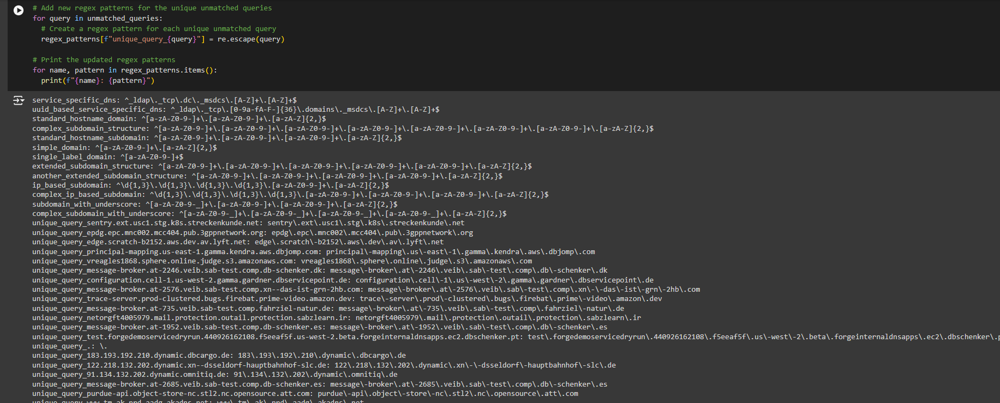 # Add new regex patterns for the unique unmatched queries
for query in unmatched_queries:
  # Create a regex pattern for each unique unmatched query
  regex_patterns[f"unique_query_{query}"] = re.escape(query)

# Print the updated regex patterns
for name, pattern in regex_patterns.items():
  print(f"{name}: {pattern}")
service_specific_dns: ^_ldap\._tcp\.dc\._msdcs\.[A-Z]+\.[A-Z]+$
uuid_based_service_specific_dns: ^_ldap\._tcp\.[0-9a-fA-F-]{36}\.domains\._msdcs\.[A-Z]+\.[A-Z]+$
standard_hostname_domain: ^[a-zA-Z0-9-]+\.[a-zA-Z0-9-]+\.[a-zA-Z]{2,}$
complex_subdomain_structure: ^[a-zA-Z0-9-]+\.[a-zA-Z0-9-]+\.[a-zA-Z0-9-]+\.[a-zA-Z0-9-]+\.[a-zA-Z0-9-]+\.[a-zA-Z0-9-]+\.[a-zA-Z0-9-]+\.[a-zA-Z]{2,}$
standard_hostname_subdomain: ^[a-zA-Z0-9-]+\.[a-zA-Z0-9-]+\.[a-zA-Z0-9-]+\.[a-zA-Z]{2,}$
simple_domain: ^[a-zA-Z0-9-]+\.[a-zA-Z]{2,}$
single_label_domain: ^[a-zA-Z0-9-]+$
extended_subdomain_structure: ^[a-zA-Z0-9-]+\.[a-zA-Z0-9-]+\.[a-zA-Z0-9-]+\.[a-zA-Z0-9-]+\.[a-zA-Z0-9-]+\.[a-zA-Z]{2,}$
another_extended_subdomain_structure: ^[a-zA-Z0-9-]+\.[a-zA-Z0-9-]+\.[a-zA-Z0-9-]+\.[a-zA-Z0-9-]+\.[a-zA-Z]{2,}$
ip_based_subdomain: ^\d{1,3}\.\d{1,3}\.\d{1,3}\.\d{1,3}\.[a-zA-Z0-9-]+\.[a-zA-Z]{2,}$
complex_ip_based_subdomain: ^\d{1,3}\.\d{1,3}\.\d{1,3}\.\d{1,3}\.[a-zA-Z0-9-]+\.[a-zA-Z0-9-]+\.[a-zA-Z0-9-]+\.[a-zA-Z]{2,}$
subdomain_with_underscore: ^[a-zA-Z0-9-_]+\.[a-zA-Z0-9-]+\.[a-zA-Z0-9-]+\.[a-zA-Z]{2,}$
complex_subdomain_with_underscore: ^[a-zA-Z0-9-_]+\.[a-zA-Z0-9-_]+\.[a-zA-Z0-9-_]+\.[a-zA-Z0-9-_]+\.[a-zA-Z]{2,}$
unique_query_sentry.ext.usc1.stg.k8s.streckenkunde.net: sentry\.ext\.usc1\.stg\.k8s\.streckenkunde\.net
unique_query_epdg.epc.mnc002.mcc404.pub.3gppnetwork.org: epdg\.epc\.mnc002\.mcc404\.pub\.3gppnetwork\.org
unique_query_edge.scratch-b2152.aws.dev.av.lyft.net: edge\.scratch\-b2152\.aws\.dev\.av\.lyft\.net
unique_query_principal-mapping.us-east-1.gamma.kendra.aws.dbjomp.com: principal\-mapping\.us\-east\-1\.gamma\.kendra\.aws\.dbjomp\.com
unique_query_vreagles1868.sphere.online.judge.s3.amazonaws.com: vreagles1868\.sphere\.online\.judge\.s3\.amazonaws\.com
unique_query_message-broker.at-2246.veib.sab-test.comp.db-schenker.dk: message\-broker\.at\-2246\.veib\.sab\-test\.comp\.db\-schenker\.dk
unique_query_configuration.cell-1.us-west-2.gamma.gardner.dbservicepoint.de: configuration\.cell\-1\.us\-west\-2\.gamma\.gardner\.dbservicepoint\.de
unique_query_message-broker.at-2576.veib.sab-test.comp.xn--das-ist-grn-2hb.com: message\-broker\.at\-2576\.veib\.sab\-test\.comp\.xn\-\-das\-ist\-grn\-2hb\.com
unique_query_trace-server.prod-clustered.bugs.firebat.prime-video.amazon.dev: trace\-server\.prod\-clustered\.bugs\.firebat\.prime\-video\.amazon\.dev
unique_query_message-broker.at-735.veib.sab-test.comp.fahrziel-natur.de: message\-broker\.at\-735\.veib\.sab\-test\.comp\.fahrziel\-natur\.de
unique_query_netorgft4005979.mail.protection.outail.protection.sabzlearn.ir: netorgft4005979\.mail\.protection\.outail\.protection\.sabzlearn\.ir
unique_query_message-broker.at-1952.veib.sab-test.comp.db-schenker.es: message\-broker\.at\-1952\.veib\.sab\-test\.comp\.db\-schenker\.es
unique_query_test.forgedemoservicedryrun.440926162108.f5eeaf5f.us-west-2.beta.forgeinternaldnsapps.ec2.dbschenker.pt: test\.forgedemoservicedryrun\.440926162108\.f5eeaf5f\.us\-west\-2\.beta\.forgeinternaldnsapps\.ec2\.dbschenker\.
unique_query_.: \.
unique_query_183.193.192.210.dynamic.dbcargo.de: 183\.193\.192\.210\.dynamic\.dbcargo\.de
unique_query_122.218.132.202.dynamic.xn--dsseldorf-hauptbahnhof-slc.de: 122\.218\.132\.202\.dynamic\.xn\-\-dsseldorf\-hauptbahnhof\-slc\.de
unique_query_91.134.132.202.dynamic.omnitiq.de: 91\.134\.132\.202\.dynamic\.omnitiq\.de
unique_query_message-broker.at-2685.veib.sab-test.comp.db-schenker.es: message\-broker\.at\-2685\.veib\.sab\-test\.comp\.db\-schenker\.es
unique_query_purdue-api.object-store-nc.stl2.nc.opensource.att.com: purdue\-api\.object\-store\-nc\.stl2\.nc\.opensource\.att\.com